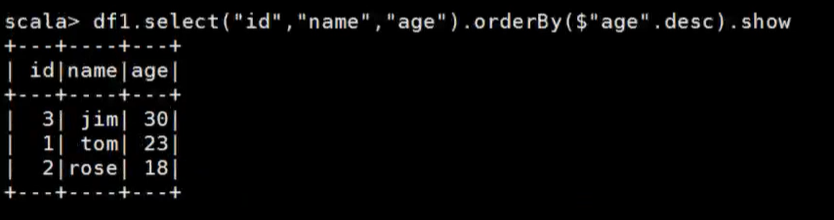 scala> df1.select("id","name","age").orderBy($"age".desc).show
+---+----+---+
| id|name|age|
+---+----+---+
|  3| jim| 30|
|  1| tom| 23|
|  2|rose| 18|
+---+----+---+